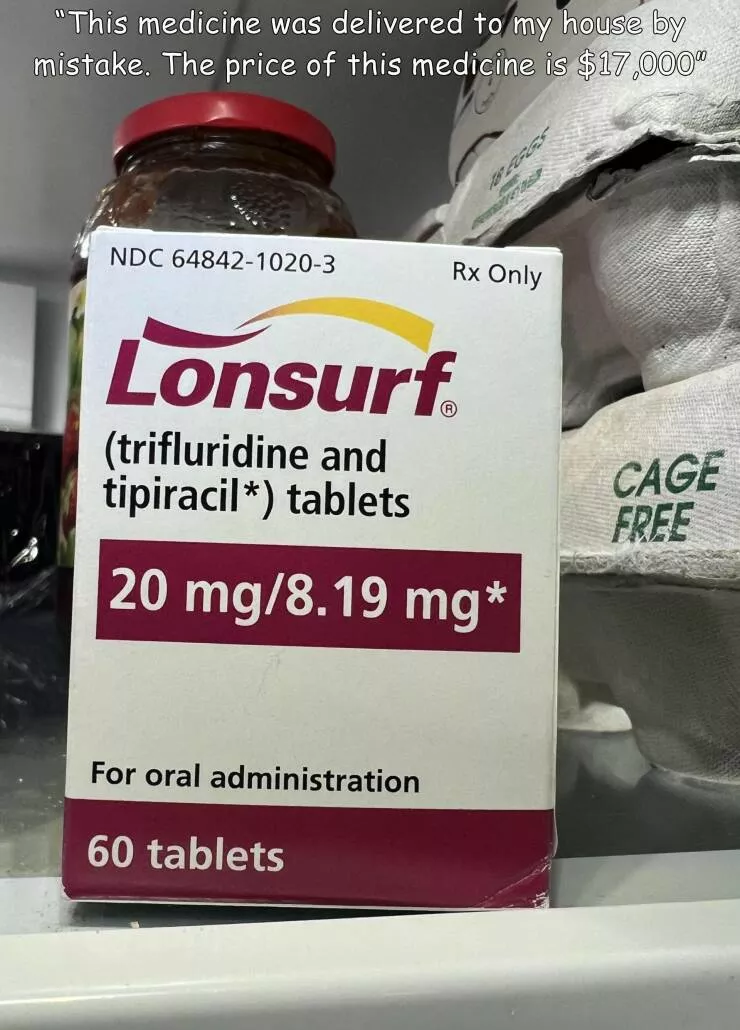 "This medicine was delivered to my house by
mistake. The price of this medicine is $17,000"
18 EGGS
NDC 64842-1020-3
Rx Only
Lonsurf®
(trifluridine and
tipiracil*) tablets
20 mg/8.19 mg*
For oral administration
60 tablets
CAGE
FREE